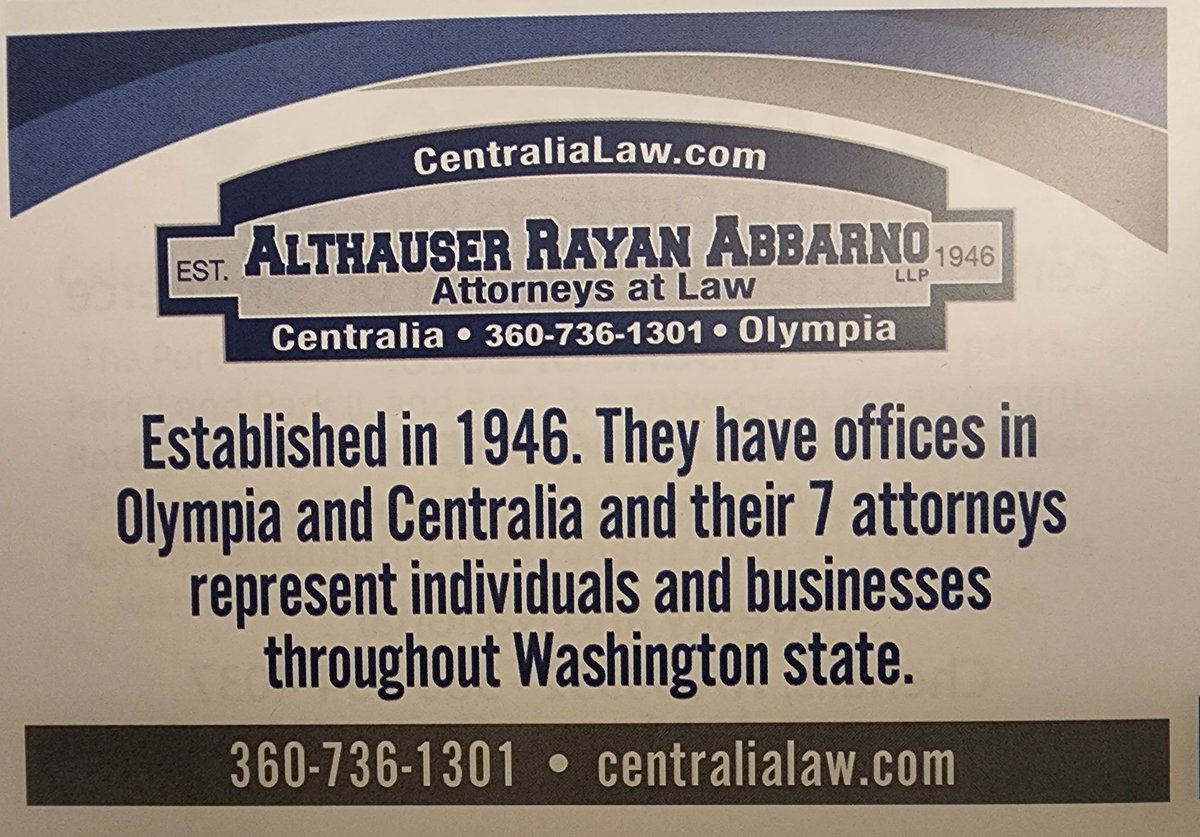 CentraliaLaw.com
EST. ALTHAUSER RAYAN ABBARNO LLP 1946
Attorneys at Law
Centralia • 360-736-1301 • Olympia
Established in 1946. They have offices in
Olympia and Centralia and their 7 attorneys
represent individuals and businesses
throughout Washington state.
360-736-1301 • centralialaw.com